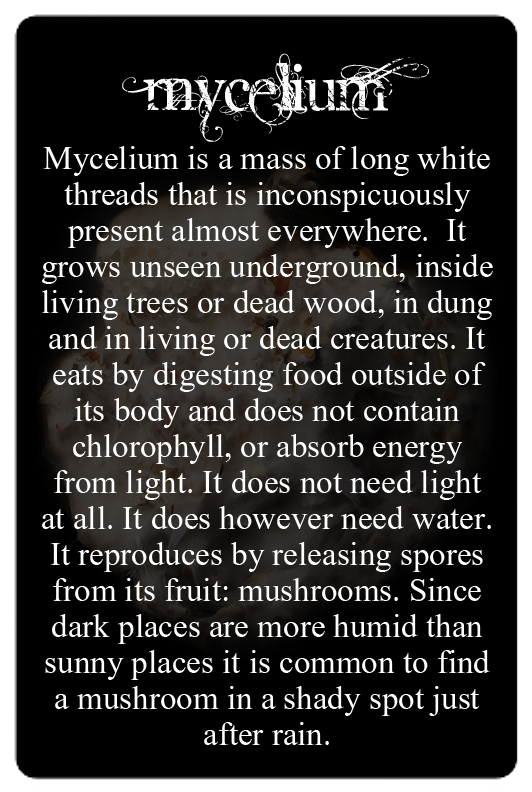 mycelium
Mycelium is a mass of long white
threads that is inconspicuously
present almost everywhere.  It
grows unseen underground, inside
living trees or dead wood, in dung
and in living or dead creatures. It
eats by digesting food outside of
its body and does not contain
chlorophyll, or absorb energy
from light. It does not need light
at all. It does however need water.
It reproduces by releasing spores
from its fruit: mushrooms. Since
dark places are more humid than
sunny places it is common to find
a mushroom in a shady spot just
after rain.